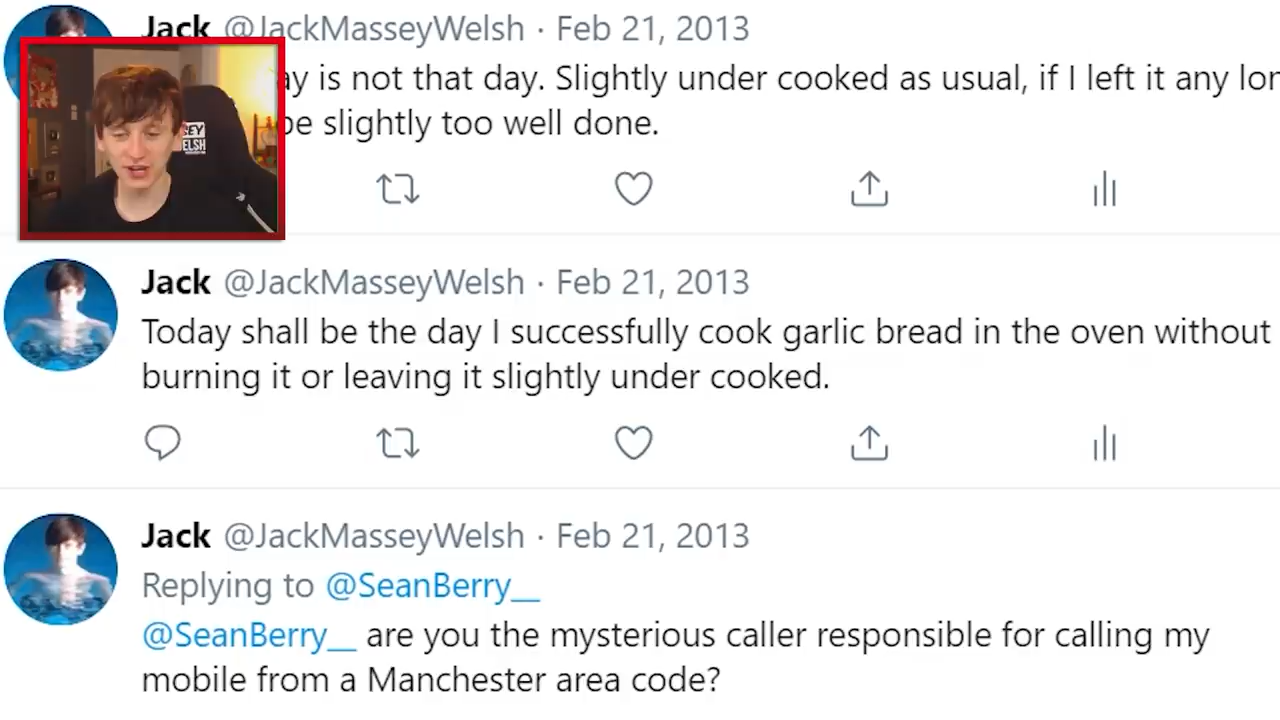 Jack @JackMasseyWelsh · Feb 21, 2013
ay is not that day. Slightly under cooked as usual, if I left it any lon
be slightly too well done.
SEY
ELSH
Jack @JackMasseyWelsh · Feb 21, 2013
Today shall be the day I successfully cook garlic bread in the oven without
burning it or leaving it slightly under cooked.
Jack @JackMasseyWelsh · Feb 21, 2013
Replying to @SeanBerry__
@SeanBerry__ are you the mysterious caller responsible for calling my
mobile from a Manchester area code?